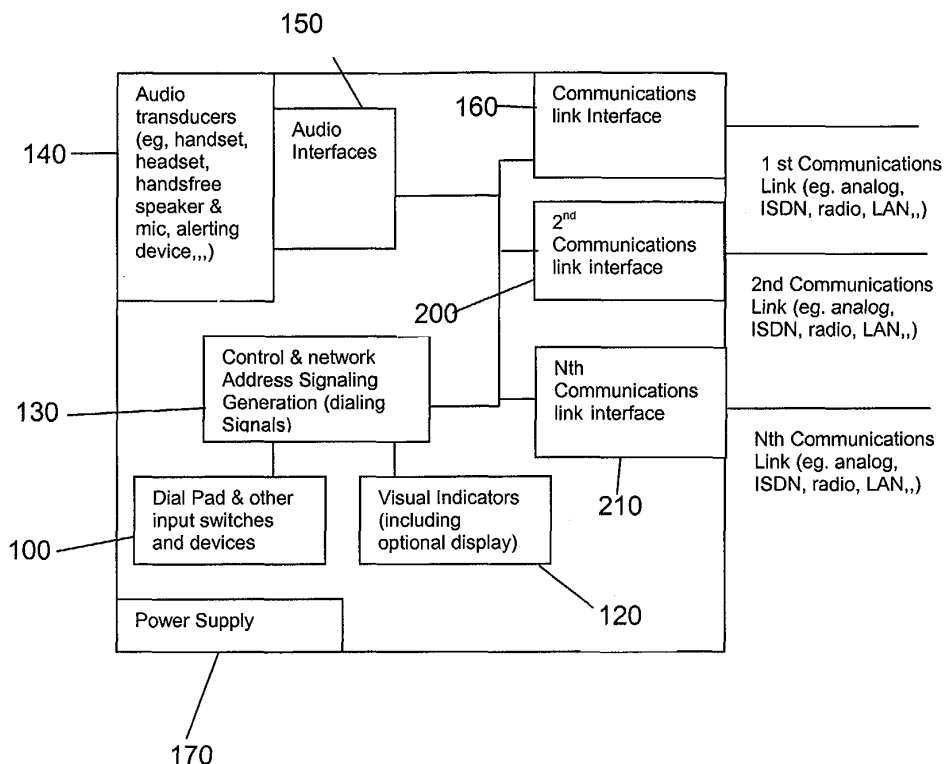 150
Audio
transducers
(eg, handset,
headset,
handsfree
speaker &
mic, alerting
device,,,)
140
Audio
Interfaces
160
Communications
link Interface
1 st Communications
Link (eg. analog,
ISDN, radio, LAN,,)
2nd
Communications
link interface
200
2nd Communications
Link (eg. analog,
ISDN, radio, LAN,,)
Control & network
Address Signaling
Generation (dialing
Signals)
130
Nth
Communications
link interface
210
Nth Communications
Link (eg. analog,
ISDN, radio, LAN,,)
Dial Pad & other
input switches
and devices
100
Visual Indicators
(including
optional display)
120
Power Supply
170